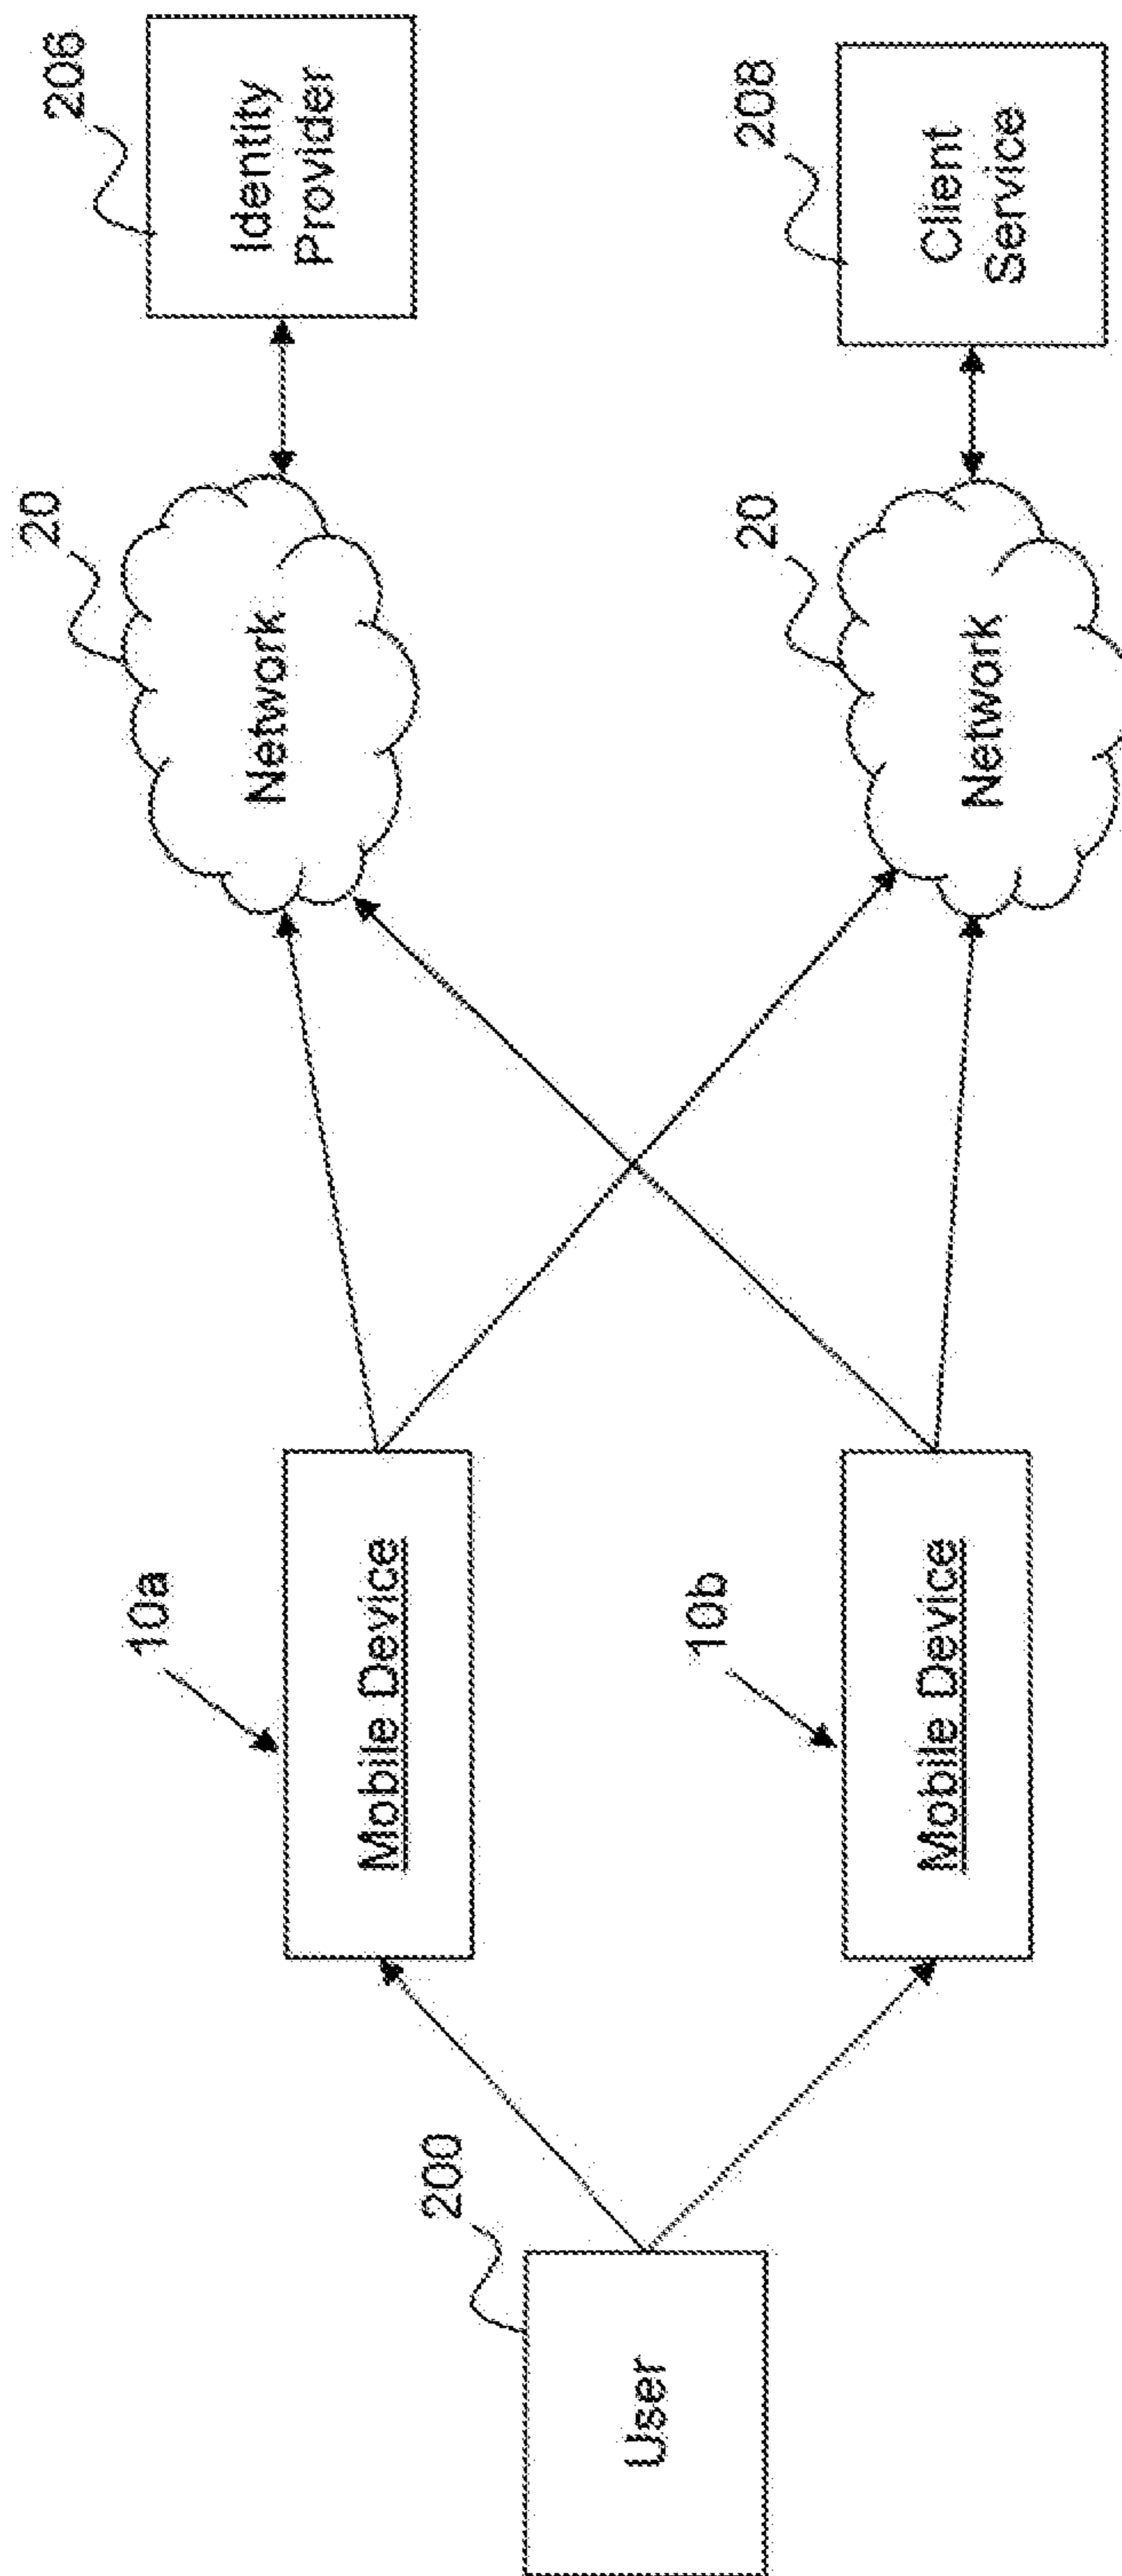 200
User
10a
Mobile Device
10b
Mobile Device
20
Network
20
Network
206
Identity
Provider
208
Client
Service